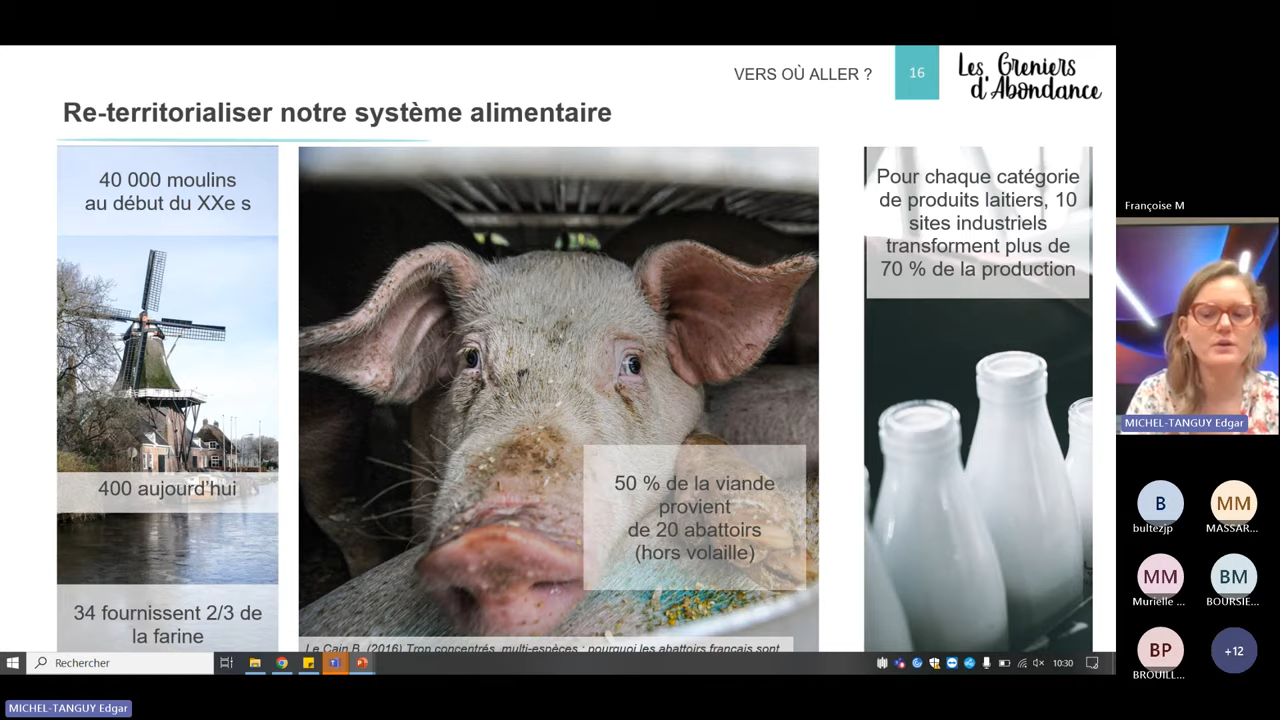 VERS OÙ ALLER ?
16
Les Greniers
d'Abondance
Re-territorialiser notre système alimentaire
40 000 moulins
au début du XXe s
400 aujourd'hui
34 fournissent 2/3 de
la farine
50 % de la viande
provient
de 20 abattoirs
(hors volaille)
Le Cain B. (2016) Trop concentrés, multi-espèces : pourquoi les abattoirs français sont
Pour chaque catégorie
de produits laitiers, 10
sites industriels
transforment plus de
70 % de la production
Françoise M
MICHEL-TANGUY Edgar
B
bultezjp
MM
MASSAR...
MM
Murielle ...
BM
BOURSIE...
BP
BROUILL...
+12
Rechercher
10:30
MICHEL-TANGUY Edgar